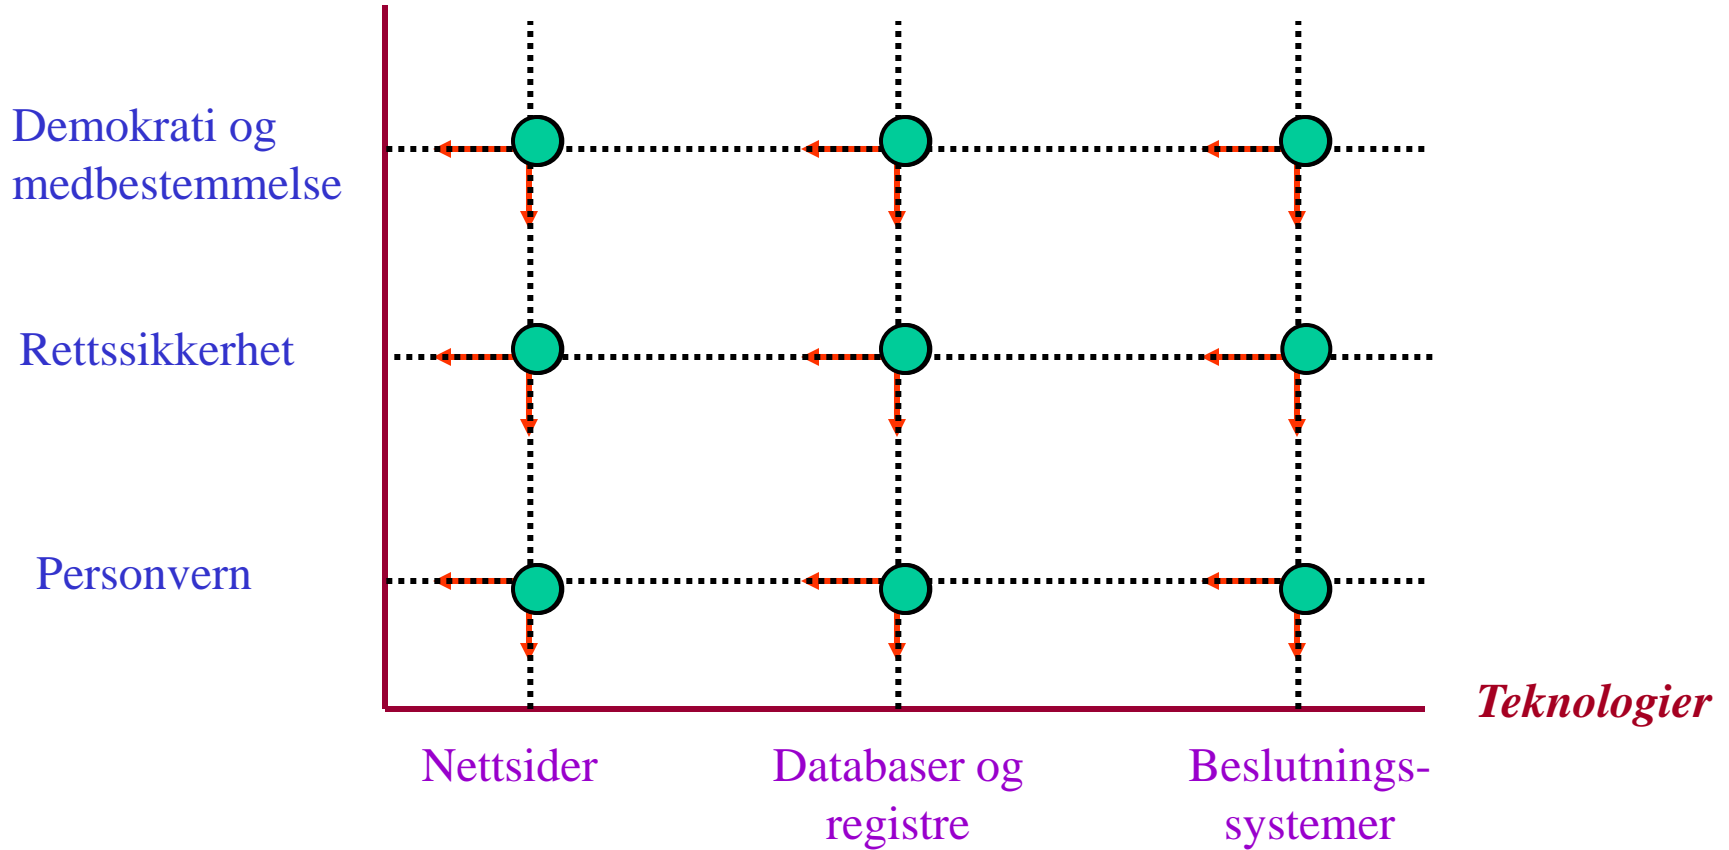 Demokrati og
medbestemmelse
Rettssikkerhet
Personvern
Teknologier
Nettsider
Databaser og
registre
Beslutnings-
systemer